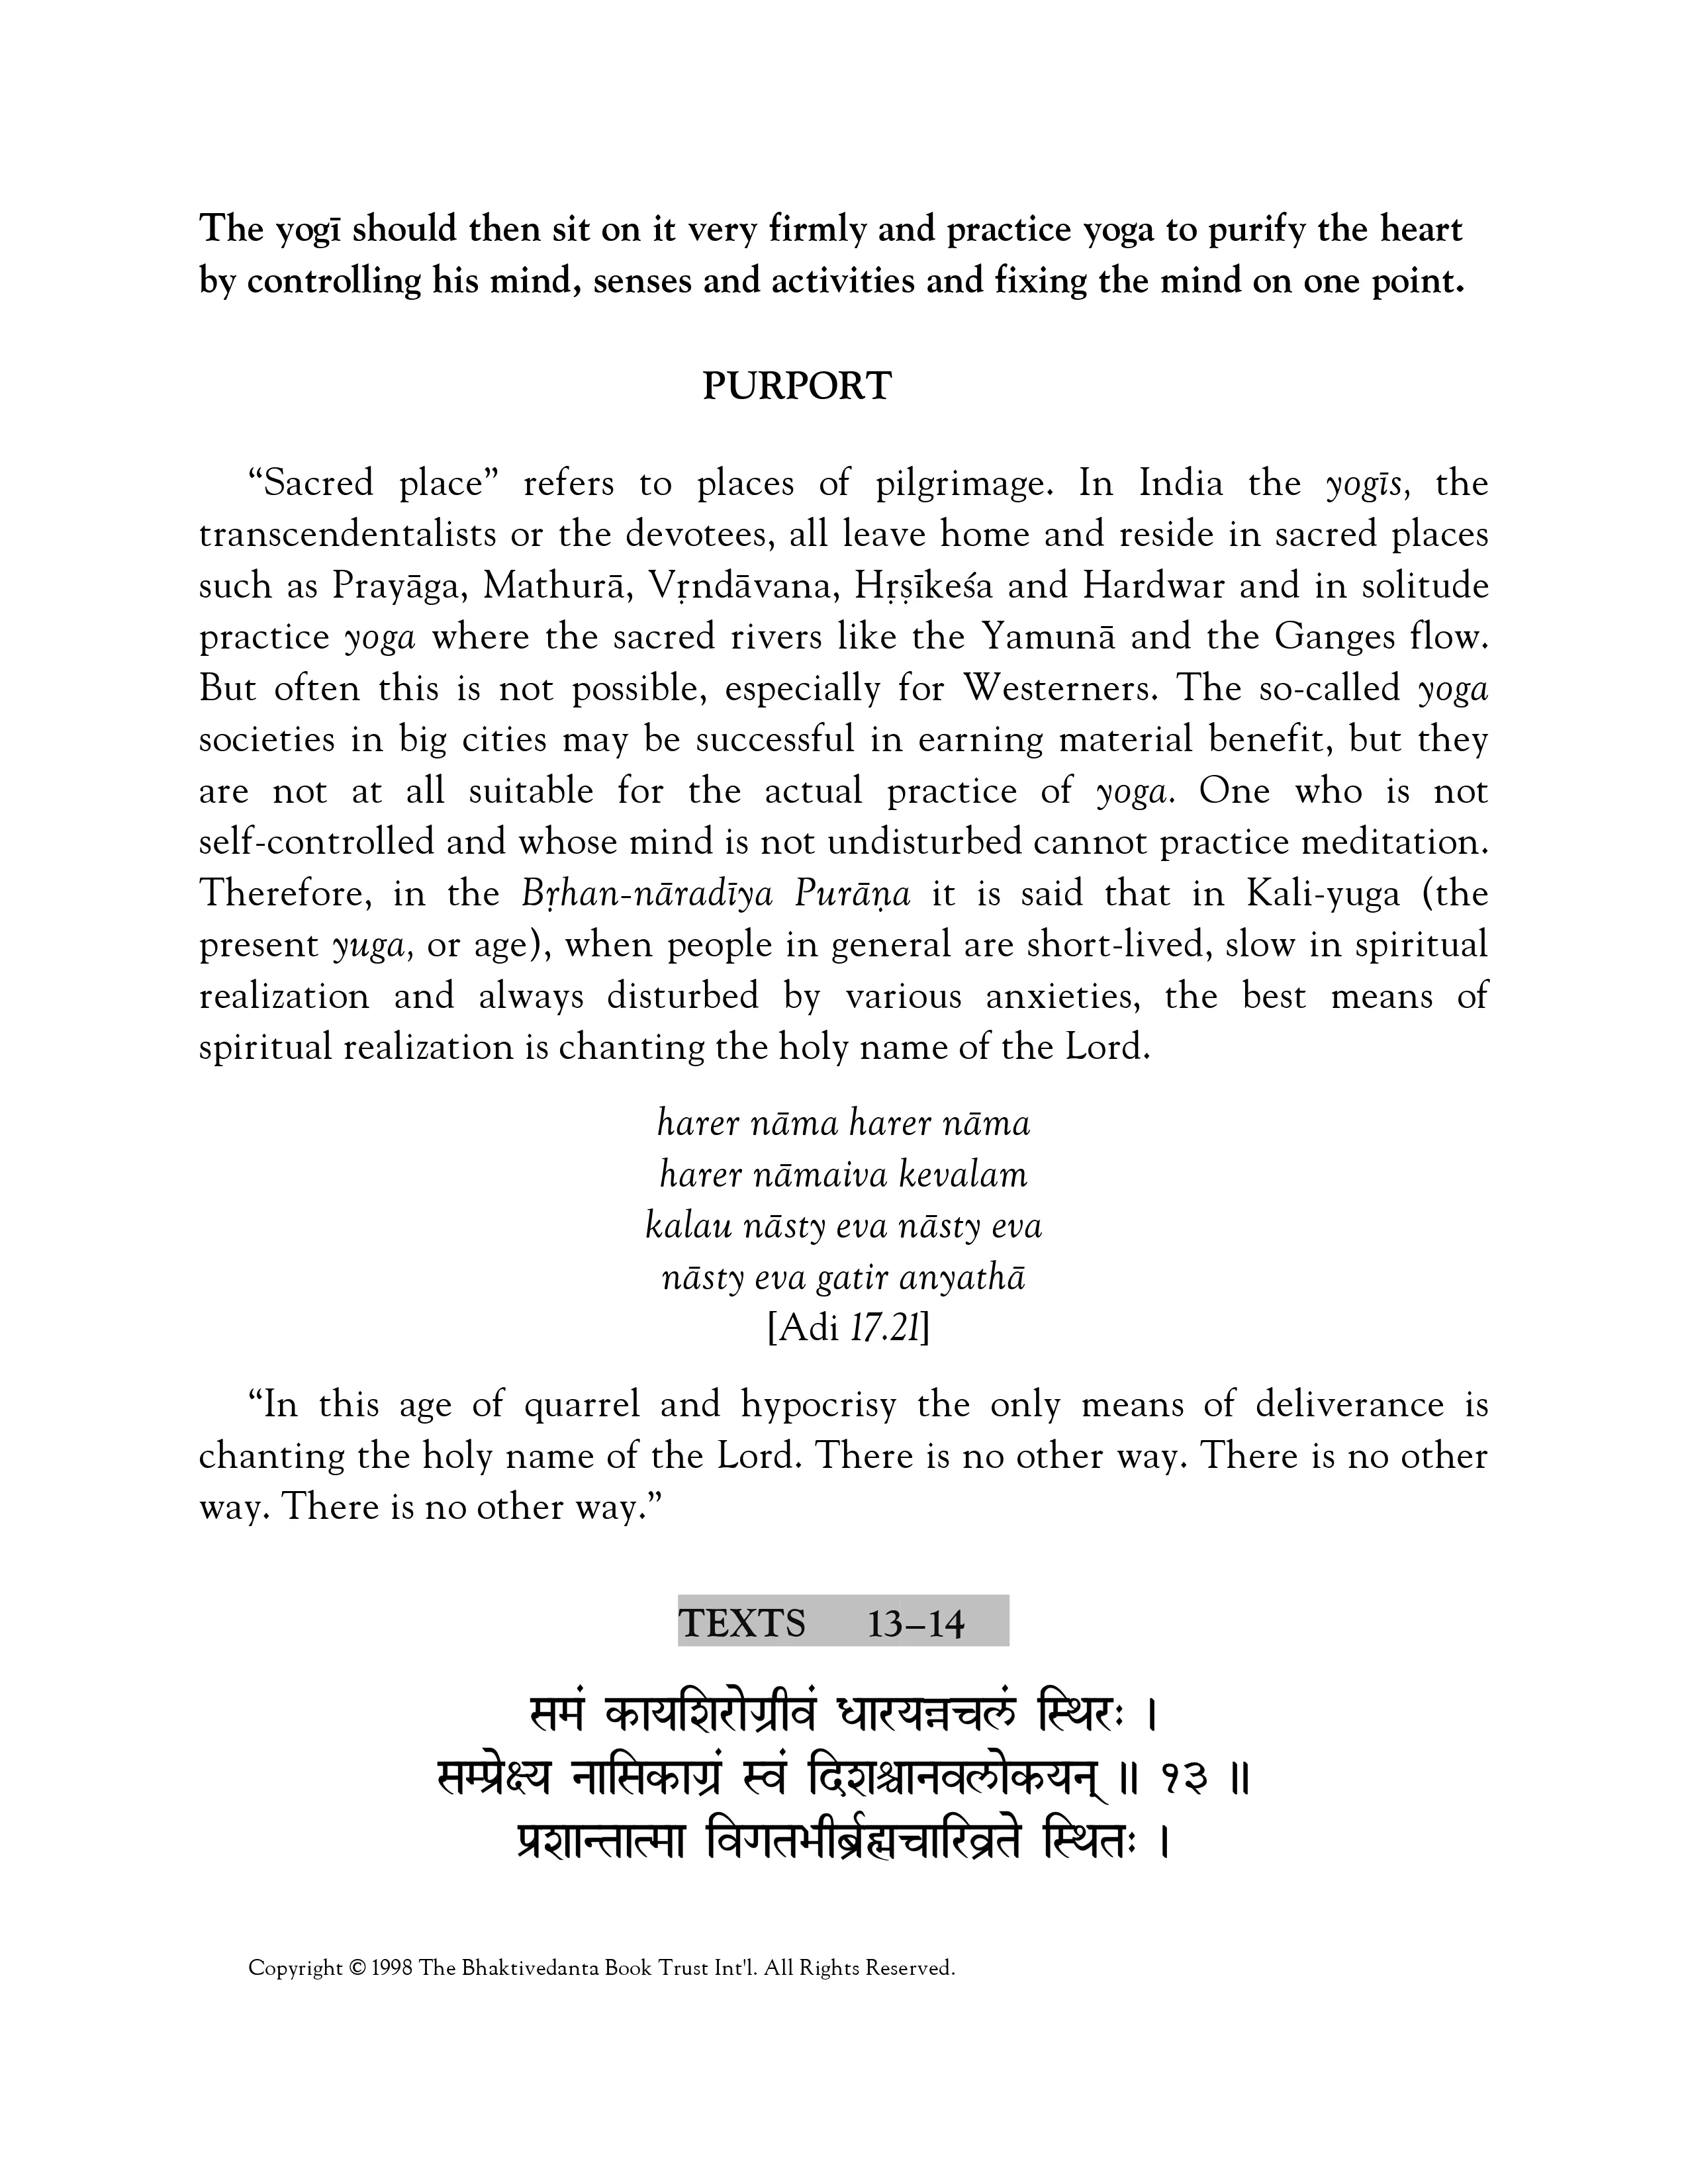 The yogī should then sit on it very firmly and practice yoga to purify the heart
by controlling his mind, senses and activities and fixing the mind on one point.
PURPORT
“Sacred place” refers to places of pilgrimage. In India the yogīs, the
transcendentalists or the devotees, all leave home and reside in sacred places
such as Prayāga, Mathurā, Vṛndāvana, Hṛṣīkeśa and Hardwar and in solitude
practice yoga where the sacred rivers like the Yamunā and the Ganges flow.
But often this is not possible, especially for Westerners. The so-called yoga
societies in big cities may be successful in earning material benefit, but they
are not at all suitable for the actual practice of yoga. One who is not
self-controlled and whose mind is not undisturbed cannot practice meditation.
Therefore, in the Bṛhan-nāradīya Purāṇa it is said that in Kali-yuga (the
present yuga, or age), when people in general are short-lived, slow in spiritual
realization and always disturbed by various anxieties, the best means of
spiritual realization is chanting the holy name of the Lord.
harer nāma harer nāma
harer nāmaiva kevalam
kalau nāsty eva nāsty eva
nāsty eva gatir anyathā
[Adi 17.21]
“In this age of quarrel and hypocrisy the only means of deliverance is
chanting the holy name of the Lord. There is no other way. There is no other
way. There is no other way.”
TEXTS 13–14
समं कायशिरोग्रीवं धारयन्नचलं स्थिरः ।
सम्प्रेक्ष्य नासिकाग्रं स्वं दिशश्चानवलोकयन् ॥ १३ ॥
प्रशान्तात्मा विगतभीर्ब्रह्मचारिव्रते स्थितः ।
Copyright © 1998 The Bhaktivedanta Book Trust Int'l. All Rights Reserved.